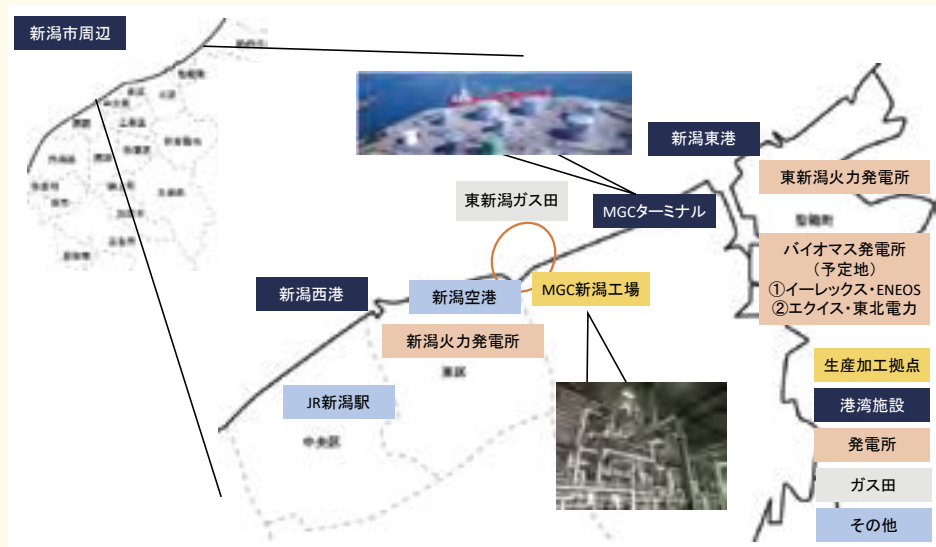 新潟市周辺
新潟東港
東新潟火力発電所
東新潟ガス田
MGCターミナル
聖籠町
バイオマス発電所
(予定地)
①イーレックス・ENEOS
②エクイス・東北電力
新潟西港
新潟空港
MGC新潟工場
新潟火力発電所
東区
JR新潟駅
中央区
生産加工拠点
港湾施設
発電所
ガス田
その他